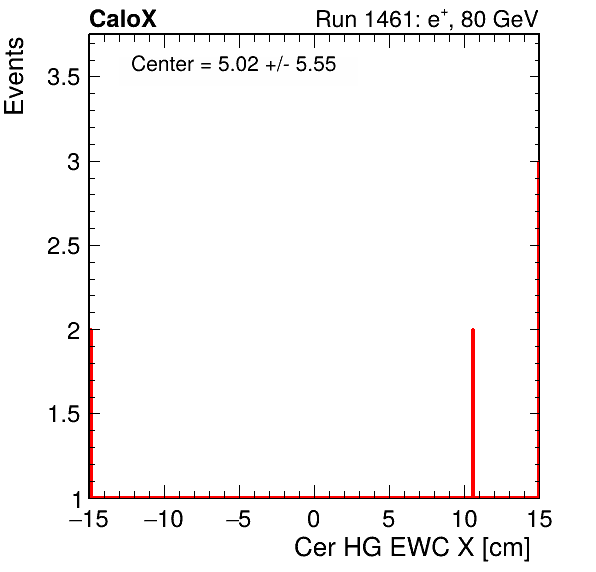 CaloX
Run 1461: e+, 80 GeV
Center = 5.02 +/- 5.55
Events
3.5
3
2.5
2
1.5
1
−15 −10 −5 0 5 10 15
Cer HG EWC X [cm]